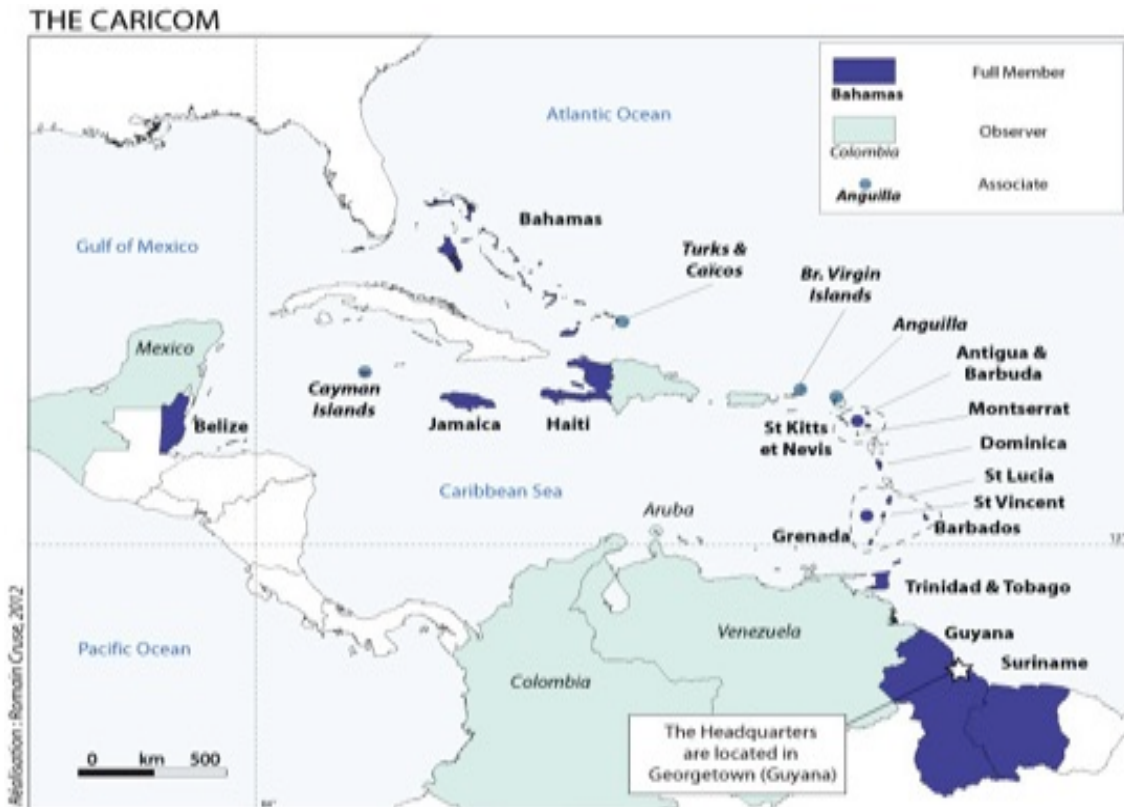 THE CARICOM
Full Member
Bahamas
Observer
Colombia
Associate
Anguilla
Atlantic Ocean
Gulf of Mexico
Bahamas
Turks &
Caïcos
Br. Virgin
Islands
Anguilla
Antigua &
Barbuda
Mexico
Cayman
Islands
Belize
Jamaica
Haiti
St Kitts
et Nevis
Montserrat
Dominica
St Lucia
St Vincent
Barbados
Caribbean Sea
Aruba
Grenada
Trinidad & Tobago
Venezuela
Guyana
Suriname
Pacific Ocean
Colombia
The Headquarters
are located in
Georgetown (Guyana)
0 km 500
Réalisation : Romain Cruse, 2012